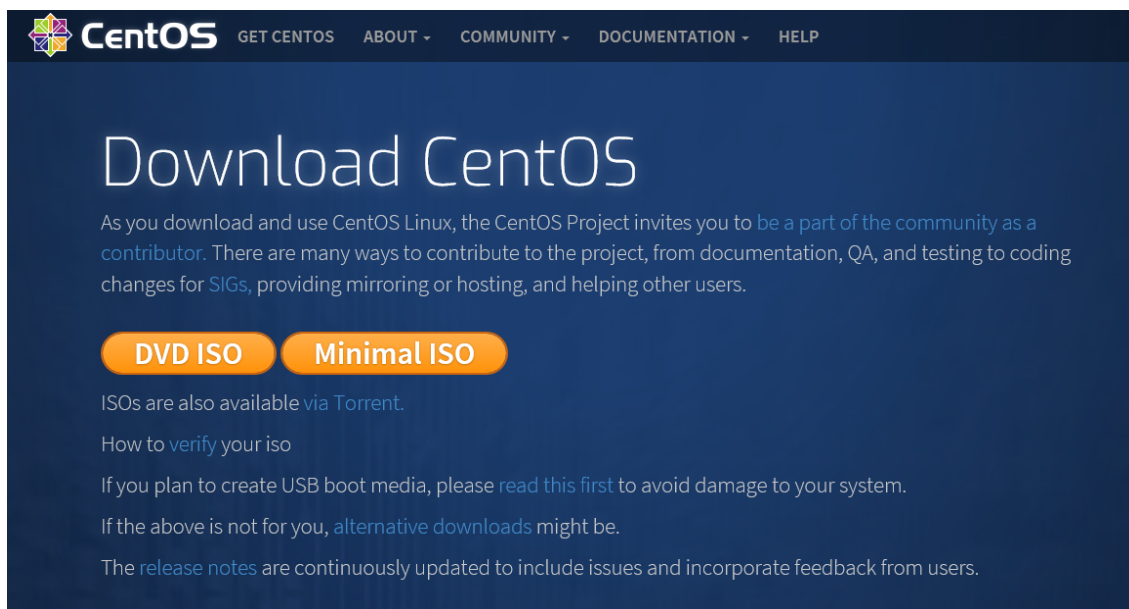 CentOS GET CENTOS ABOUT COMMUNITY DOCUMENTATION HELP
Download CentOS
As you download and use CentOS Linux, the CentOS Project invites you to be a part of the community as a
contributor. There are many ways to contribute to the project, from documentation, QA, and testing to coding
changes for SIGs, providing mirroring or hosting, and helping other users.
DVD ISO Minimal ISO
ISOs are also available via Torrent.
How to verify your iso
If you plan to create USB boot media, please read this first to avoid damage to your system.
If the above is not for you, alternative downloads might be.
The release notes are continuously updated to include issues and incorporate feedback from users.